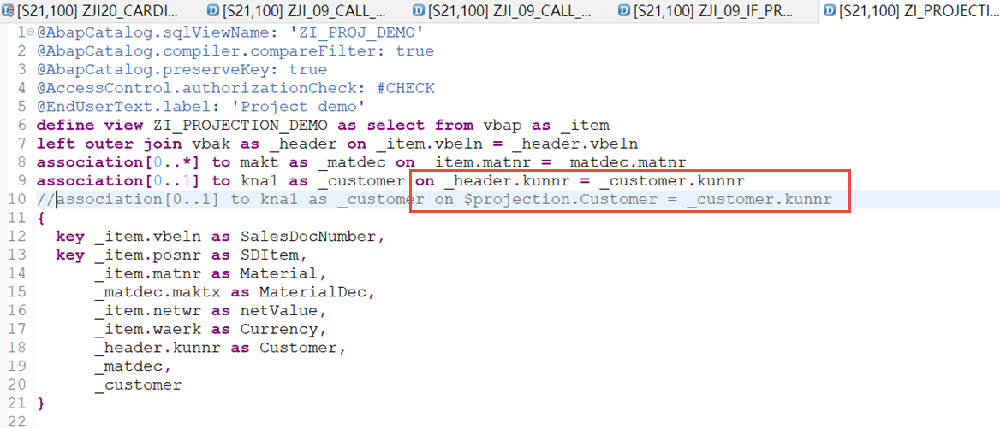 [S21,100] ZJI20_CARDI... [S21,100] ZJI_09_CALL_... [S21,100] ZJI_09_CALL_... [S21,100] ZJI_09_IF_PR... [S21,100] ZI_PROJECTI...
1 @AbapCatalog.sqlViewName: 'ZI_PROJ_DEMO'
2 @AbapCatalog.compiler.compareFilter: true
3 @AbapCatalog.preserveKey: true
4 @AccessControl.authorizationCheck: #CHECK
5 @EndUserText.label: 'Project demo'
6 define view ZI_PROJECTION_DEMO as select from vbap as _item
7 left outer join vbak as _header on _item.vbeln = _header.vbeln
8 association[0..*] to makt as _matdec on _item.matnr = _matdec.matnr
9 association[0..1] to kna1 as _customer on _header.kunnr = _customer.kunnr
10 //association[0..1] to kna1 as _customer on $projection.Customer = _customer.kunnr
11 {
12 key _item.vbeln as SalesDocNumber,
13 key _item.posnr as SDItem,
14 _item.matnr as Material,
15 _matdec.maktx as MaterialDec,
16 _item.netwr as netValue,
17 _item.waerk as Currency,
18 _header.kunnr as Customer,
19 _matdec,
20 _customer
21 }
22